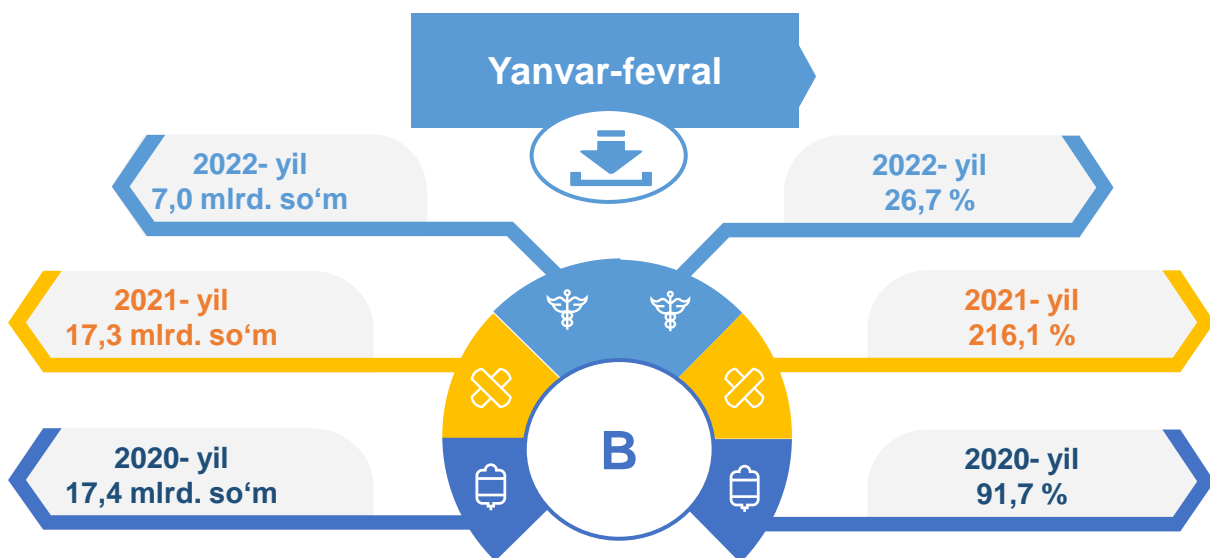 Yanvar-fevral
2022- yil
7,0 mlrd. so‘m
2022- yil
26,7 %
2021- yil
17,3 mlrd. so‘m
2021- yil
216,1 %
B
2020- yil
17,4 mlrd. so‘m
2020- yil
91,7 %